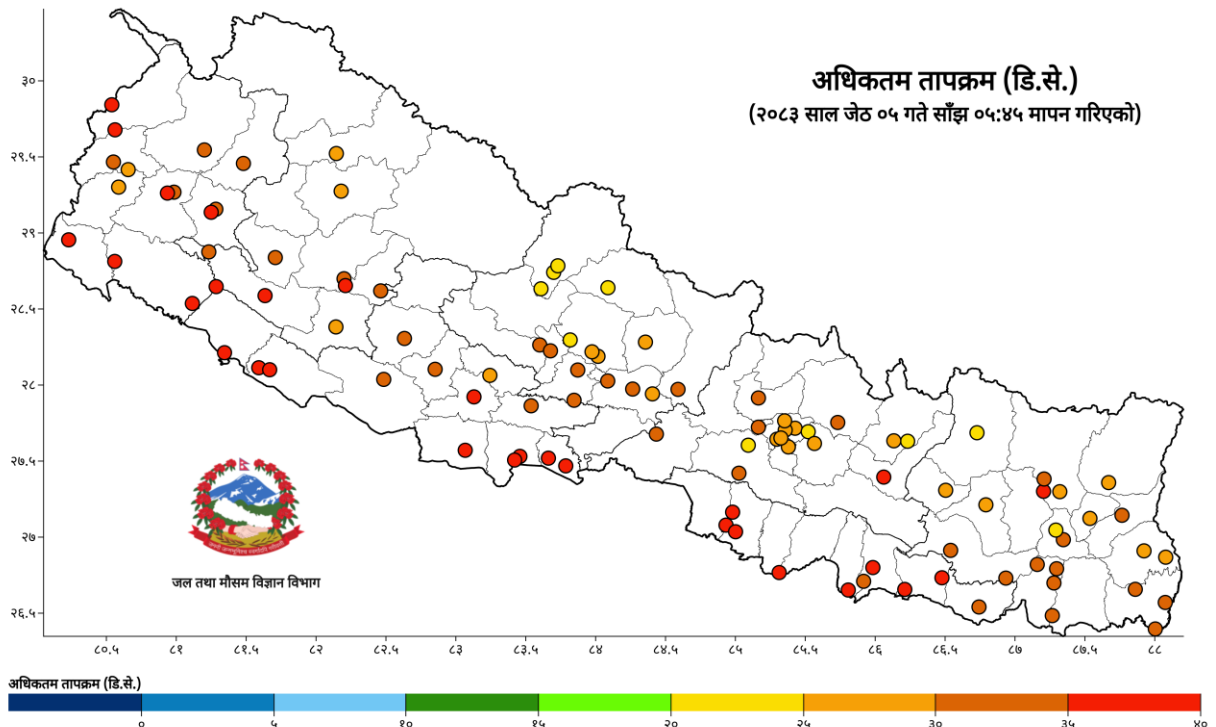 अधिकतम तापक्रम (डि.से.)
(२०८३ साल जेठ ०५ गते साँझ ०५:४५ मापन गरिएको)
३०
२९.५
२९
२८.५
२८
२७.५
२७
२६.५
जल तथा मौसम विज्ञान विभाग
८०.५ ८१ ८१.५ ८२ ८२.५ ८३ ८३.५ ८४ ८४.५ ८५ ८५.५ ८६ ८६.५ ८७ ८७.५ ८८
अधिकतम तापक्रम (डि.से.)
० ५ १० १५ २० २५ ३० ३५ ४०